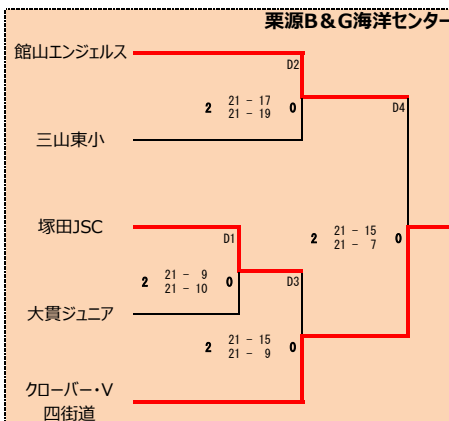 栗源B＆G海洋センター
館山エンジェルス
D2
2 21 - 17 0
21 - 19
D4
三山東小
塚田JSC
D1
2 21 - 15 0
21 - 7
2 21 - 9 0
21 - 10
D3
大貫ジュニア
2 21 - 15 0
21 - 9
クローバー・V
四街道